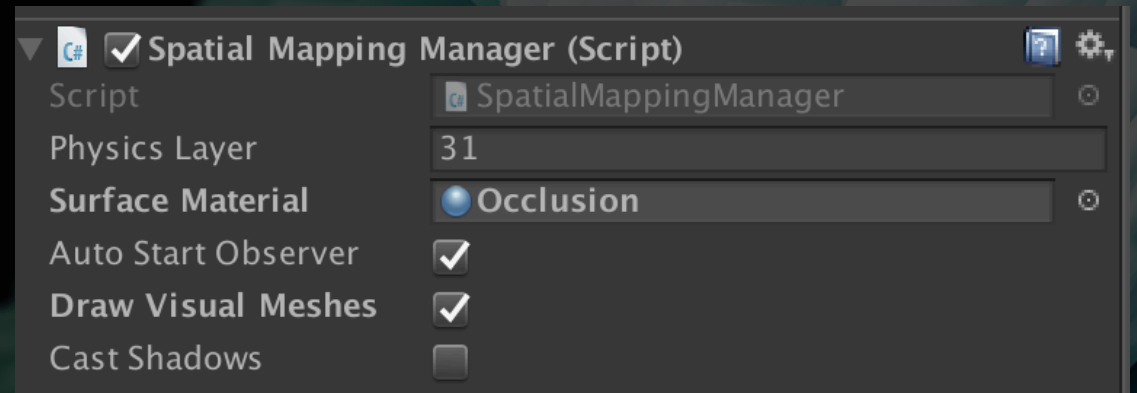 Spatial Mapping Manager (Script)
Script SpatialMappingManager
Physics Layer 31
Surface Material Occlusion
Auto Start Observer
Draw Visual Meshes
Cast Shadows